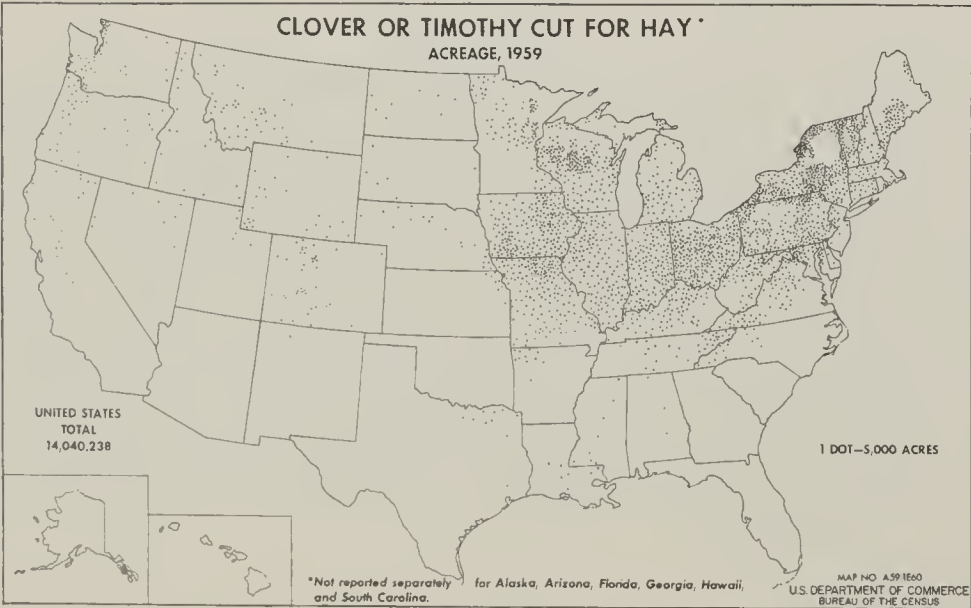 CLOVER OR TIMOTHY CUT FOR HAY*
ACREAGE, 1959
UNITED STATES
TOTAL
14,040,238
1 DOT—5,000 ACRES
*Not reported separately for Alaska, Arizona, Florida, Georgia, Hawaii,
and South Carolina.
MAP NO A59 1E60
U.S. DEPARTMENT OF COMMERCE
BUREAU OF THE CENSUS